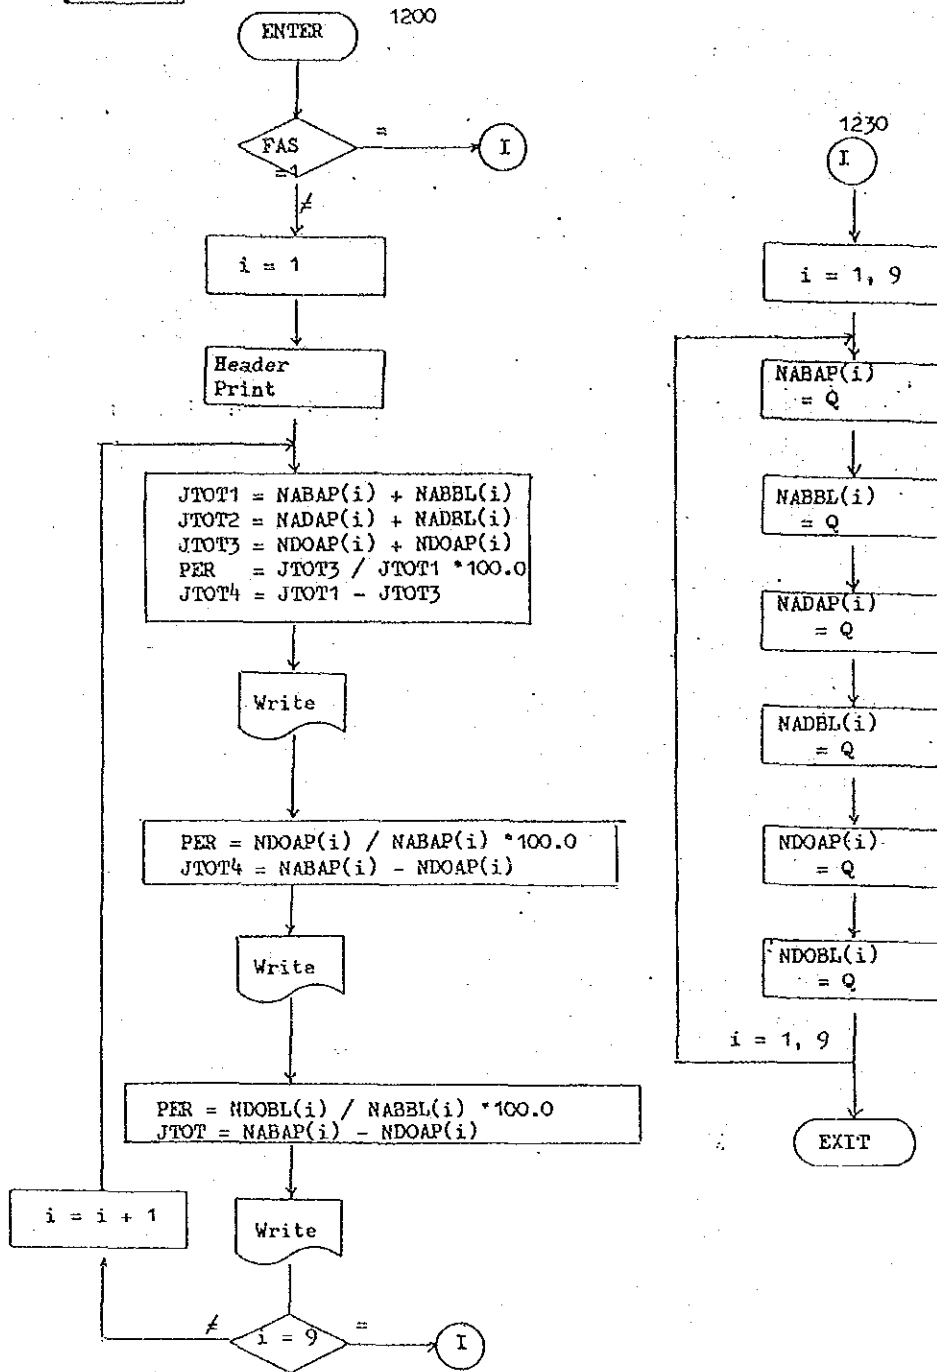 1200
ENTER
FAS
=1
=
I
≠
i = 1
Header
Print
JTOT1 = NABAP(i) + NABBL(i)
JTOT2 = NADAP(i) + NADBL(i)
JTOT3 = NDOAP(i) + NDOAP(i)
PER = JTOT3 / JTOT1 *100.0
JTOT4 = JTOT1 - JTOT3
Write
PER = NDOAP(i) / NABAP(i) *100.0
JTOT4 = NABAP(i) - NDOAP(i)
Write
PER = NDOBL(i) / NABBL(i) *100.0
JTOT = NABAP(i) - NDOAP(i)
Write
i = i + 1
≠
i = 9
=
I
1230
I
i = 1, 9
NABAP(i)
= Q
NABBL(i)
= Q
NADAP(i)
= Q
NADBL(i)
= Q
NDOAP(i)
= Q
NDOBL(i)
= Q
i = 1, 9
EXIT